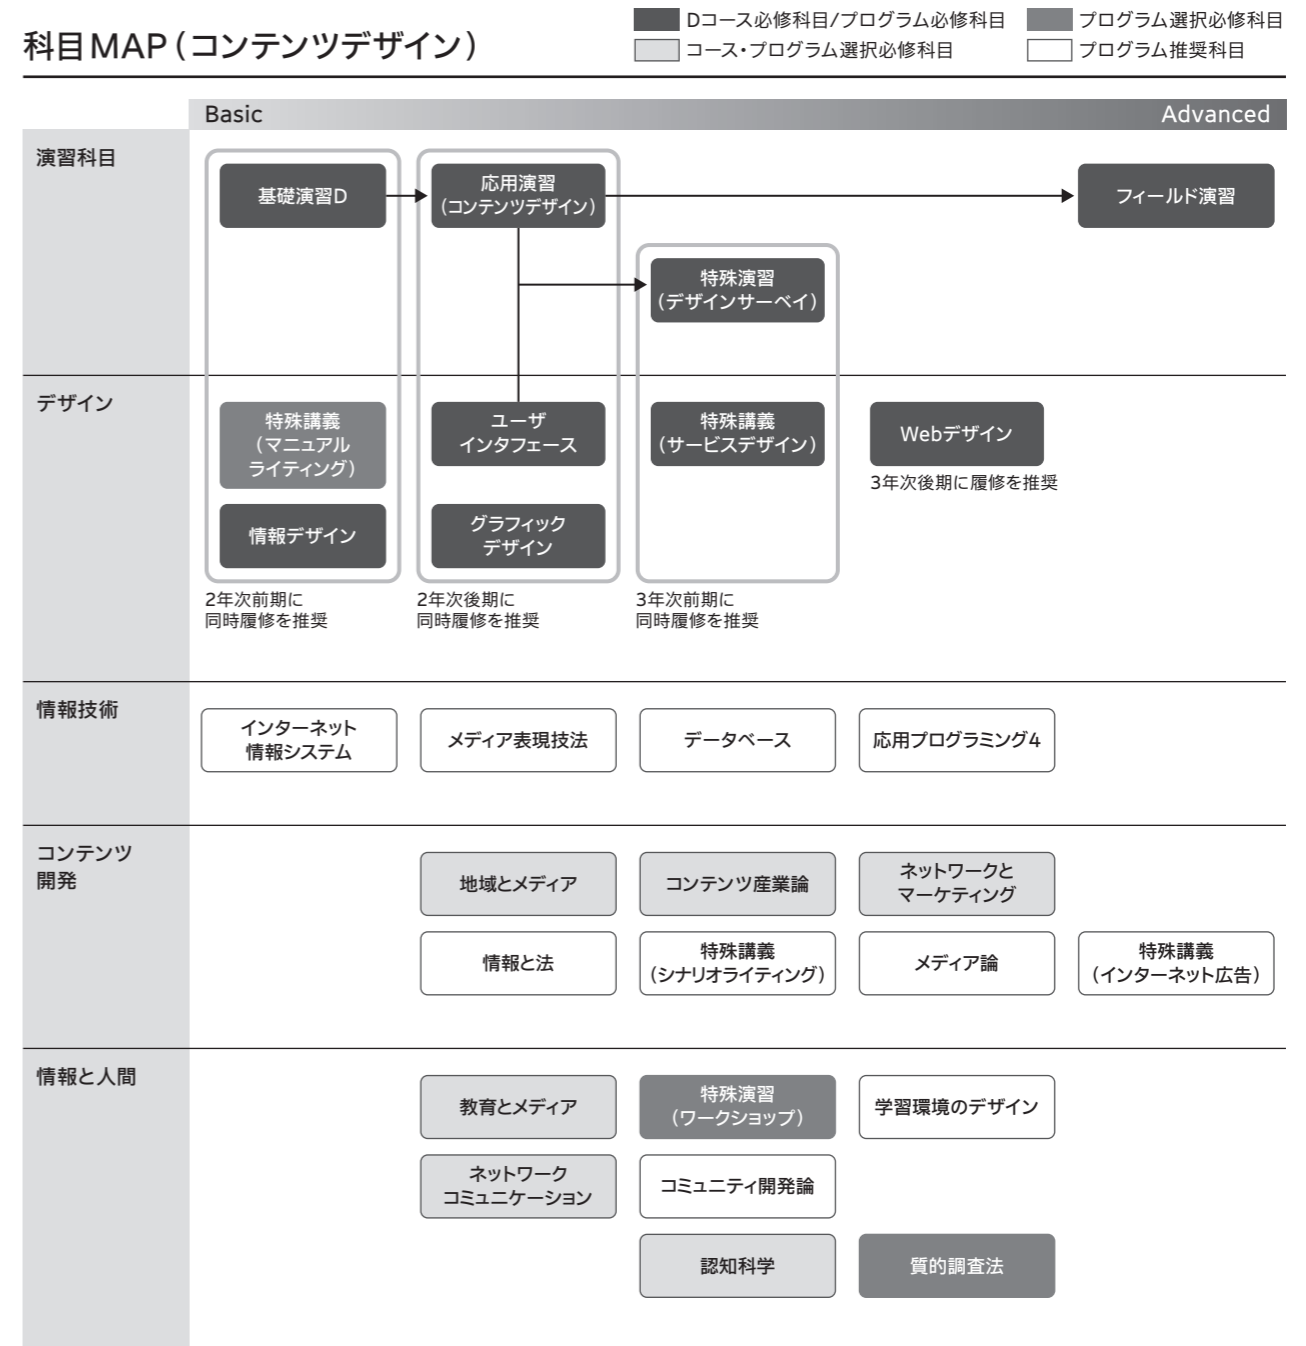 科目MAP(コンテンツデザイン)
Dコース必修科目/プログラム必修科目
プログラム選択必修科目
コース・プログラム選択必修科目
プログラム推奨科目
Basic
Advanced
演習科目
基礎演習D
応用演習
(コンテンツデザイン)
フィールド演習
特殊演習
(デザインサーベイ)
デザイン
特殊講義
(マニュアル
ライティング)
ユーザ
インタフェース
特殊講義
(サービスデザイン)
Webデザイン
3年次後期に履修を推奨
情報デザイン
グラフィック
デザイン
2年次前期に
同時履修を推奨
2年次後期に
同時履修を推奨
3年次前期に
同時履修を推奨
情報技術
インターネット
情報システム
メディア表現技法
データベース
応用プログラミング4
コンテンツ
開発
地域とメディア
コンテンツ産業論
ネットワークと
マーケティング
情報と法
特殊講義
(シナリオライティング)
メディア論
特殊講義
(インターネット広告)
情報と人間
教育とメディア
特殊演習
(ワークショップ)
学習環境のデザイン
ネットワーク
コミュニケーション
コミュニティ開発論
認知科学
質的調査法